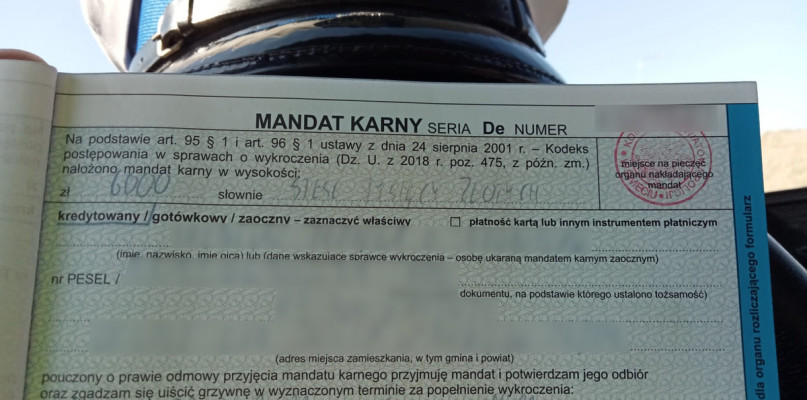 MANDAT KARNY SERIA De NUMER
Na podstawie art. 95 § 1 i art. 96 § 1 ustawy z dnia 24 sierpnia 2001 r. – Kodeks
postępowania w sprawach o wykroczenia (Dz. U. z 2018 r. poz. 475, z późn. zm.)
nałożono mandat karny w wysokości:
zł 6000 słownie SZEŚĆ TYSIĘCY ZŁOTYCH
miejsce na pieczęć
organu nakładającego
mandat
kredytowany / gotówkowy / zaoczny – zaznaczyć właściwy
płatność kartą lub innym instrumentem płatniczym
(imię, nazwisko, imię ojca) lub (dane wskazujące sprawcę wykroczenia – osobę ukaraną mandatem karnym zaocznym)
nr PESEL /
dokumentu, na podstawie którego ustalono tożsamość)
(adres miejsca zamieszkania, w tym gmina i powiat)
pouczony o prawie odmowy przyjęcia mandatu karnego przyjmuję mandat i potwierdzam jego odbiór
oraz zgadzam się uiścić grzywnę w wyznaczonym terminie za popełnienie wykroczenia:
dla organu rozliczającego formularz